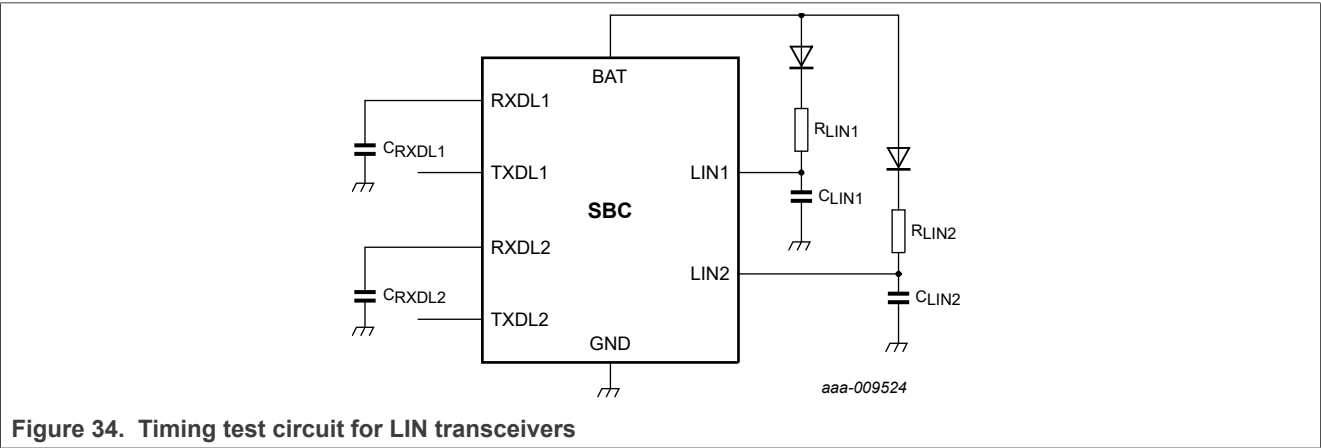 BAT
RXDL1
RLIN1
CRXDL1
TXDL1
LIN1
CLIN1
SBC
RLIN2
RXDL2
LIN2
CRXDL2
CLIN2
TXDL2
GND
aaa-009524
Figure 34. Timing test circuit for LIN transceivers